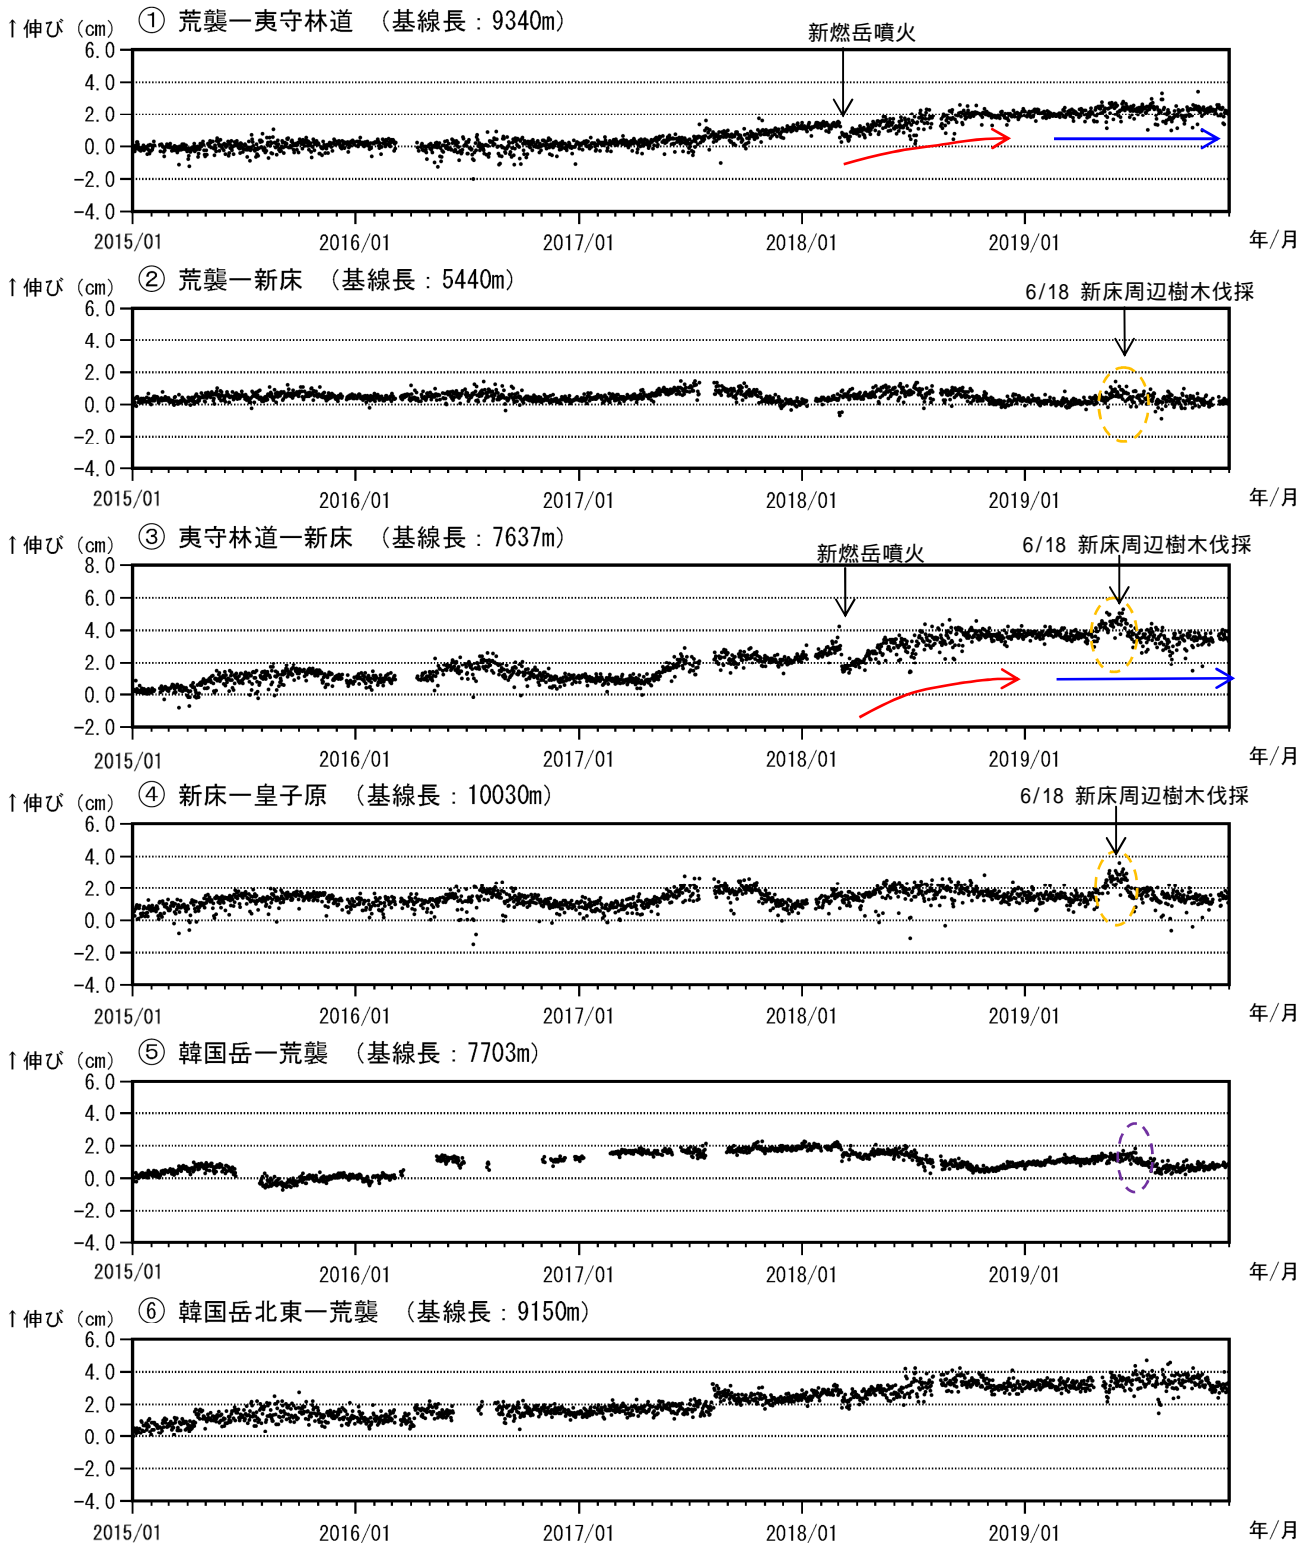 ↑伸び（cm） ① 荒襲－夷守林道 （基線長：9340m）
新燃岳噴火
6.0
4.0
2.0
0.0
-2.0
-4.0
2015/01 2016/01 2017/01 2018/01 2019/01 年/月
↑伸び（cm） ② 荒襲－新床 （基線長：5440m）
6/18 新床周辺樹木伐採
6.0
4.0
2.0
0.0
-2.0
-4.0
2015/01 2016/01 2017/01 2018/01 2019/01 年/月
↑伸び（cm） ③ 夷守林道－新床 （基線長：7637m）
新燃岳噴火 6/18 新床周辺樹木伐採
8.0
6.0
4.0
2.0
0.0
-2.0
2015/01 2016/01 2017/01 2018/01 2019/01 年/月
↑伸び（cm） ④ 新床－皇子原 （基線長：10030m）
6/18 新床周辺樹木伐採
6.0
4.0
2.0
0.0
-2.0
-4.0
2015/01 2016/01 2017/01 2018/01 2019/01 年/月
↑伸び（cm） ⑤ 韓国岳－荒襲 （基線長：7703m）
6.0
4.0
2.0
0.0
-2.0
-4.0
2015/01 2016/01 2017/01 2018/01 2019/01 年/月
↑伸び（cm） ⑥ 韓国岳北東－荒襲 （基線長：9150m）
6.0
4.0
2.0
0.0
-2.0
-4.0
2015/01 2016/01 2017/01 2018/01 2019/01 年/月